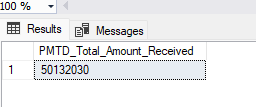 100 %
Results Messages
PMTD_Total_Amount_Received
1 50132030